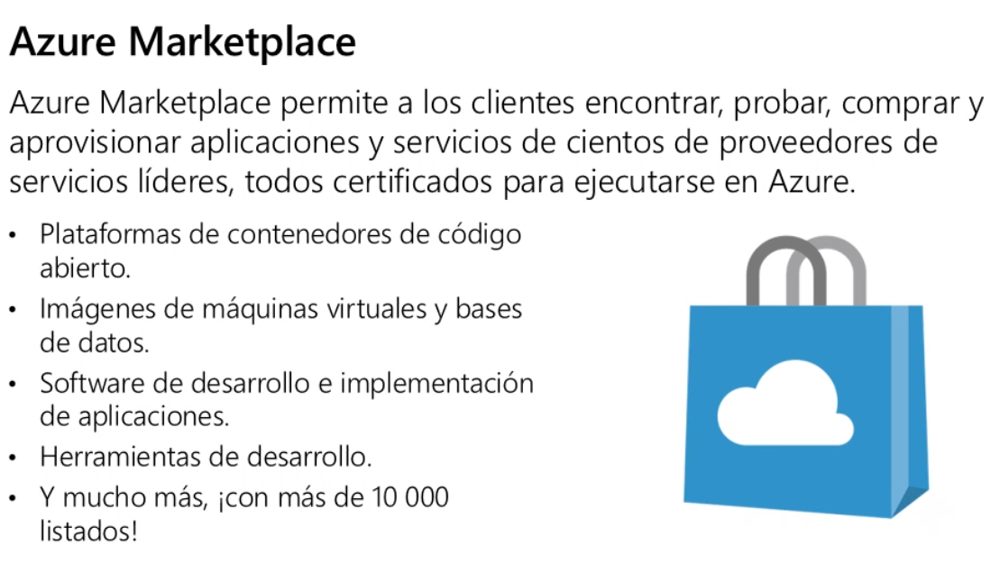 Azure Marketplace
Azure Marketplace permite a los clientes encontrar, probar, comprar y
aprovisionar aplicaciones y servicios de cientos de proveedores de
servicios líderes, todos certificados para ejecutarse en Azure.
• Plataformas de contenedores de código
abierto.
• Imágenes de máquinas virtuales y bases
de datos.
• Software de desarrollo e implementación
de aplicaciones.
• Herramientas de desarrollo.
• Y mucho más, ¡con más de 10 000
listados!